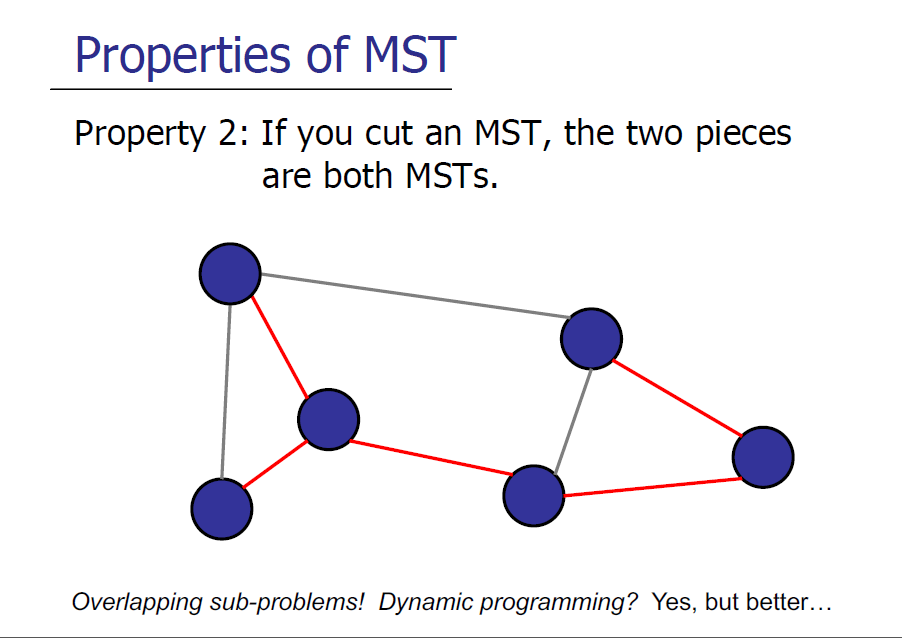 Properties of MST
Property 2: If you cut an MST, the two pieces
are both MSTs.
Overlapping sub-problems! Dynamic programming? Yes, but better…